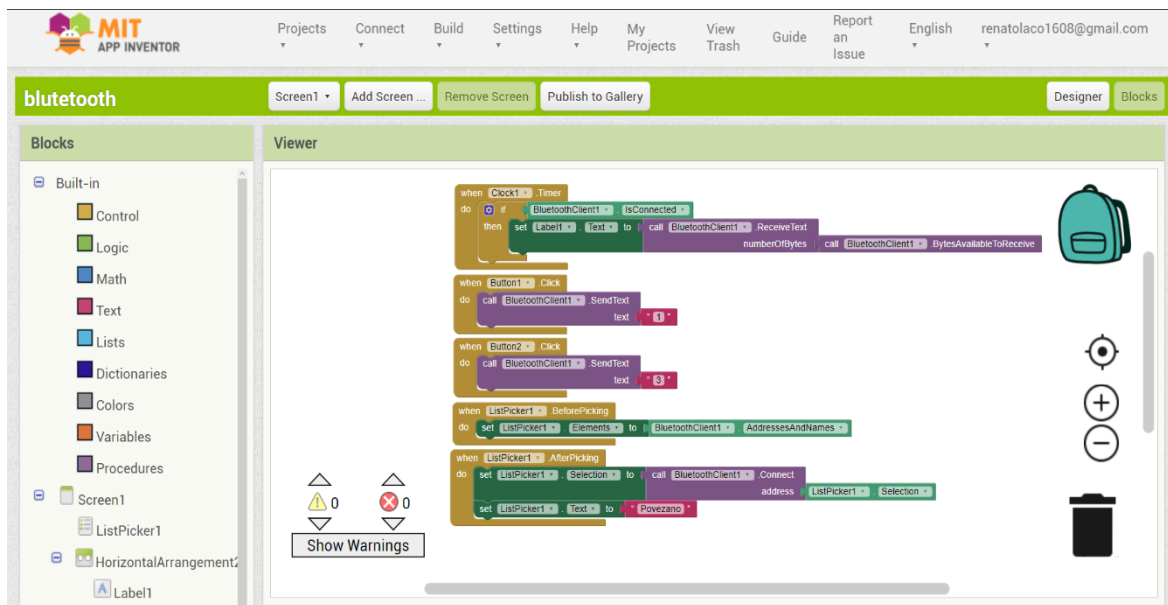 MIT
APP INVENTOR
Projects Connect Build Settings Help My Projects View Trash Guide Report an Issue English renatolaco1608@gmail.com
blutetooth Screen1 Add Screen ... Remove Screen Publish to Gallery Designer Blocks
Blocks Viewer
Built-in
Control
Logic
Math
Text
Lists
Dictionaries
Colors
Variables
Procedures
Screen1
ListPicker1
HorizontalArrangement2
A Label1
when Clock1 .Timer
do if BluetoothClient1 . IsConnected
then set Label1 . Text to call BluetoothClient1 .ReceiveText
numberOfBytes call BluetoothClient1 .BytesAvailableToReceive
when Button1 .Click
do call BluetoothClient1 .SendText
text " 1 "
when Button2 .Click
do call BluetoothClient1 .SendText
text " 3 "
when ListPicker1 .BeforePicking
do set ListPicker1 . Elements to BluetoothClient1 . AddressesAndNames
when ListPicker1 .AfterPicking
do set ListPicker1 . Selection to call BluetoothClient1 .Connect
address ListPicker1 . Selection
set ListPicker1 . Text to " Povezano "
0 0
Show Warnings